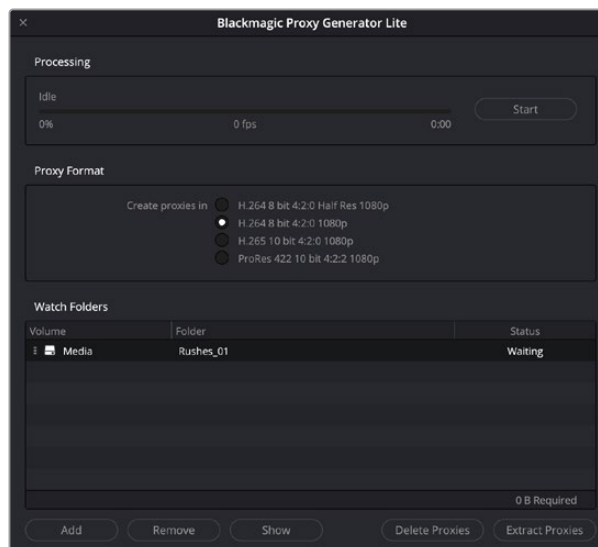 Blackmagic Proxy Generator Lite
Processing
Idle
Start
0% 0 fps 0:00
Proxy Format
Create proxies in H.264 8 bit 4:2:0 Half Res 1080p
H.264 8 bit 4:2:0 1080p
H.265 10 bit 4:2:0 1080p
ProRes 422 10 bit 4:2:2 1080p
Watch Folders
Volume Folder Status
Media Rushes_01 Waiting
0 B Required
Add Remove Show Delete Proxies Extract Proxies